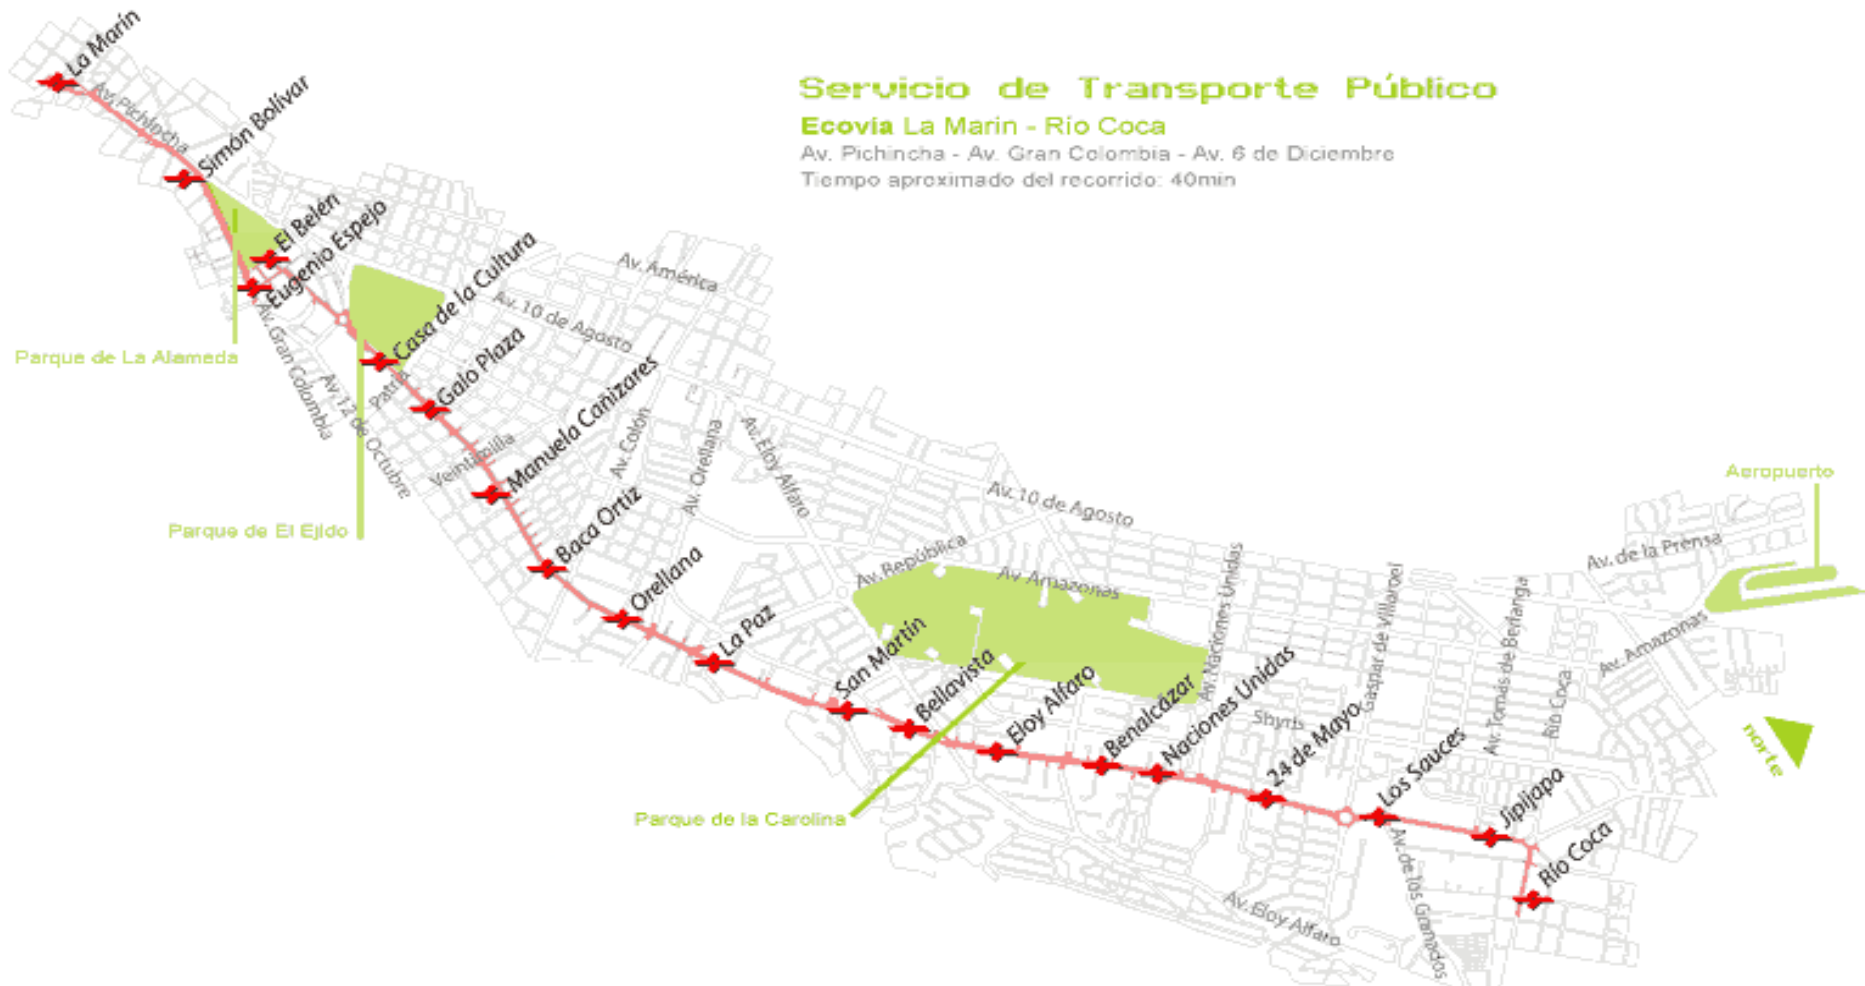 Servicio de Transporte Público
Ecovía La Marin - Río Coca
Av. Pichincha - Av. Gran Colombia - Av. 6 de Diciembre
Tiempo aproximado del recorrido: 40min
La Marín
Av. Pichincha
Simón Bolívar
El Belén
Eugenio Espejo
Parque de La Alameda
Av. Gran Colombia
Casa de la Cultura
Patria
Av. 12 de Octubre
Parque de El Ejido
Galo Plaza
Av. América
Av. 10 de Agosto
Manuela Cañizares
Veintimilla
Av. Colón
Av. Orellana
Av. Eloy Alfaro
Baca Ortiz
Orellana
La Paz
Av. República
Av. 10 de Agosto
Av Amazonas
San Martín
Bellavista
Parque de la Carolina
Eloy Alfaro
Benalcázar
Av. Naciones Unidas
Naciones Unidas
Shyris
24 de Mayo
Gaspar de Villaroel
Los Sauces
Av. Tomás de Berlanga
Río Coca
Jipijapa
Río Coca
Av. de los Granados
Av. Eloy Alfaro
Av. de la Prensa
Av. Amazonas
Aeropuerto
norte